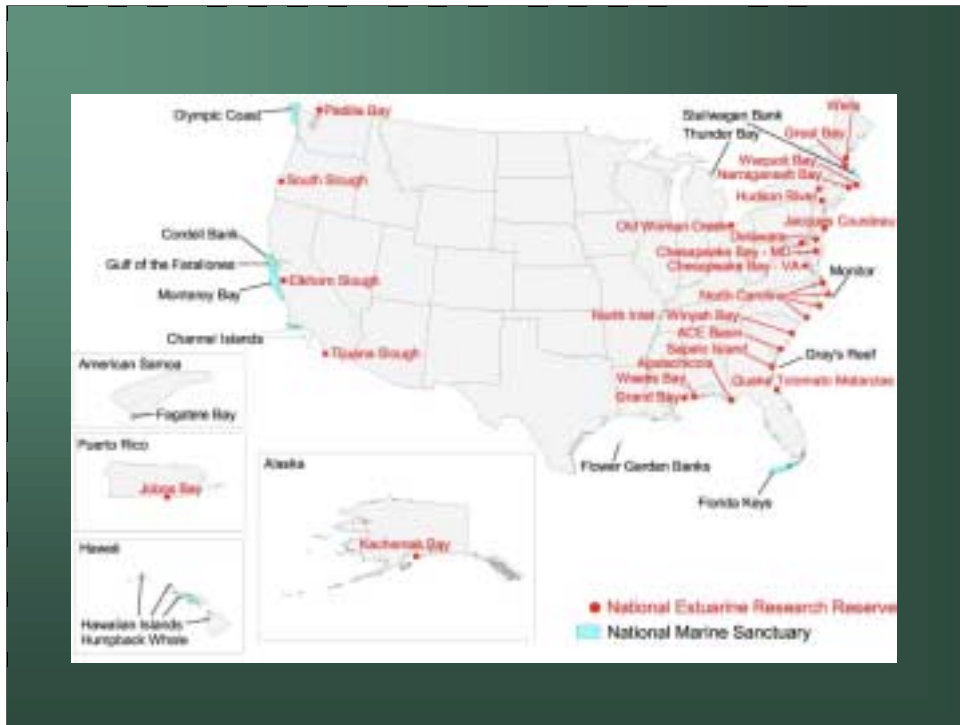 Olympic Coast
Padilla Bay
South Slough
Cordell Bank
Gulf of the Farallones
Elkhorn Slough
Monterey Bay
Channel Islands
Tijuana Slough
Wells
Stellwagen Bank
Great Bay
Thunder Bay
Waquoit Bay
Narragansett Bay
Hudson River
Old Woman Creek
Jacques Cousteau
Delaware
Chesapeake Bay - MD
Chesapeake Bay - VA
Monitor
North Carolina
North Inlet - Winyah Bay
ACE Basin
Sapelo Island
Gray's Reef
Apalachicola
Weeks Bay
Guana Tolomato Matanzas
Grand Bay
Flower Garden Banks
Florida Keys
American Samoa
Fagatere Bay
Puerto Rico
Jobos Bay
Hawaii
Hawaiian Islands
Humpback Whale
Alaska
Kachemak Bay
National Estuarine Research Reserve
National Marine Sanctuary